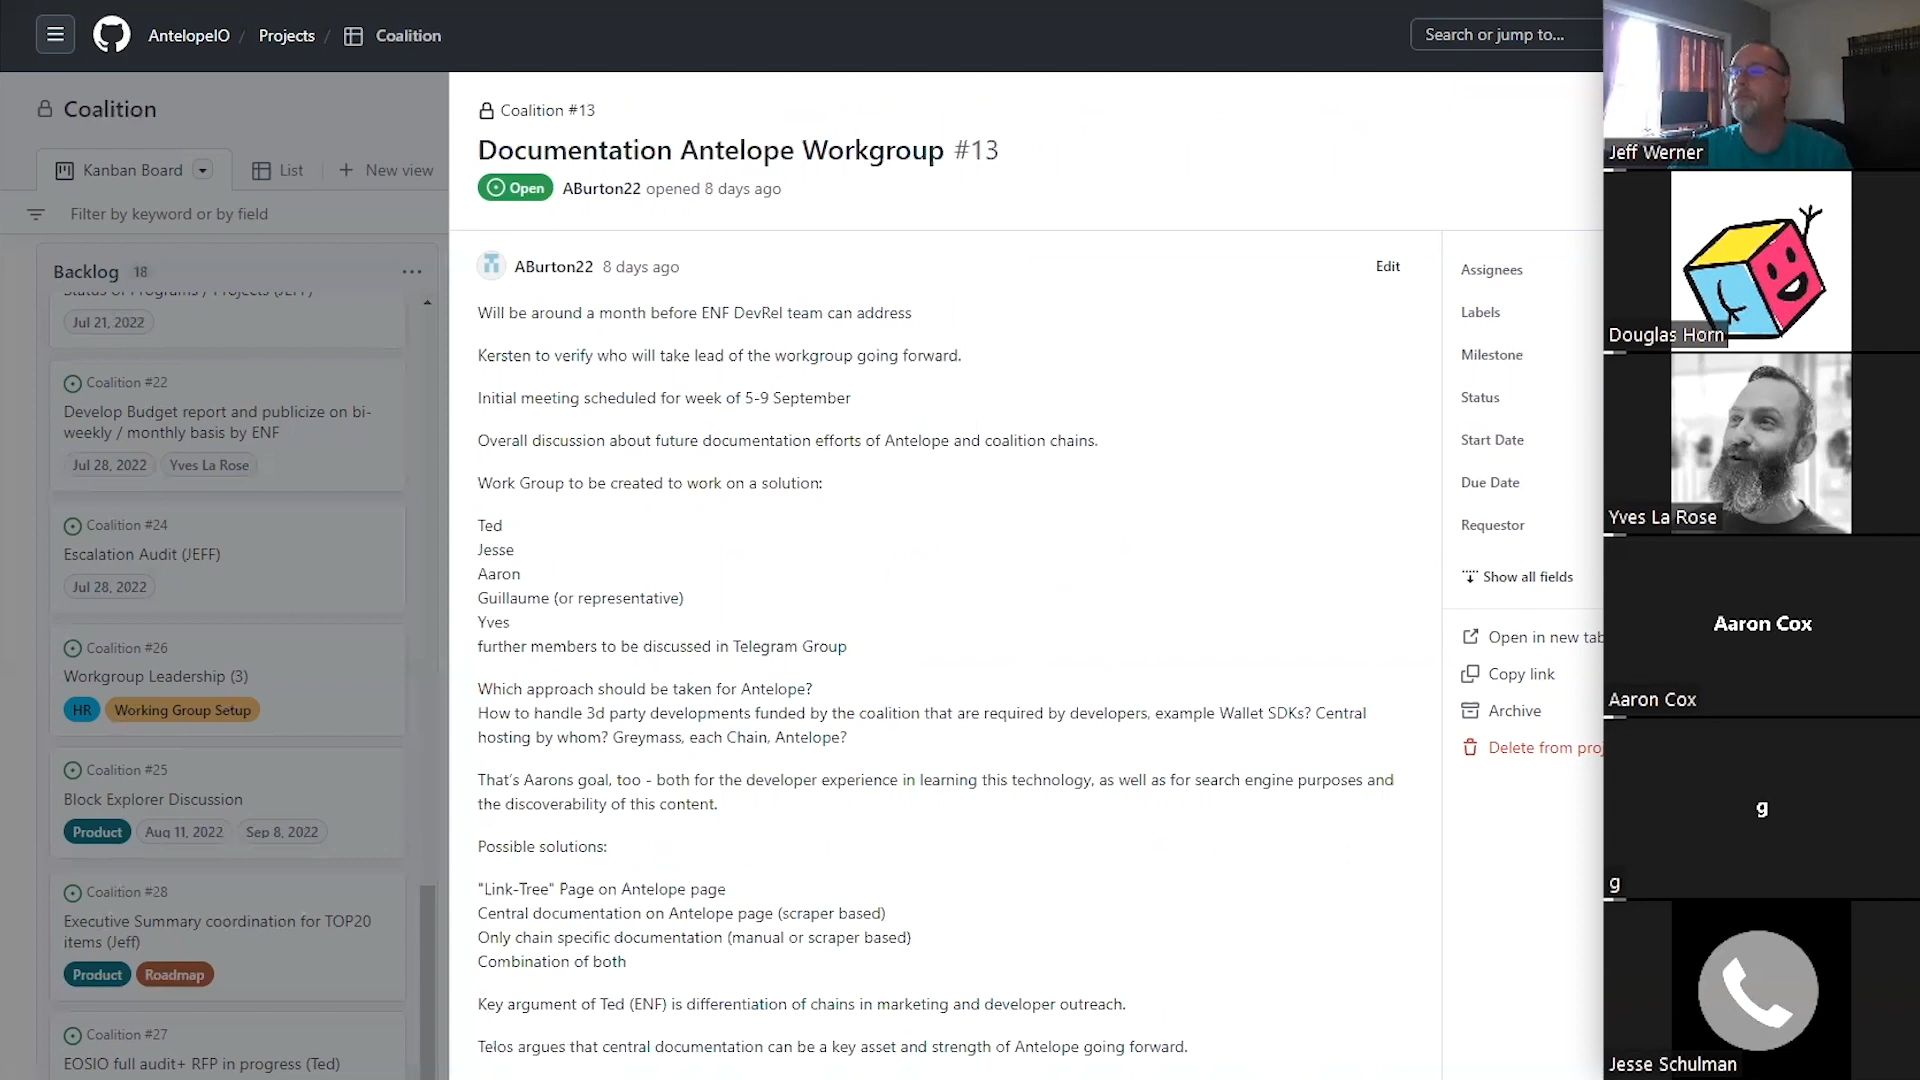 AntelopeIO / Projects / Coalition
Search or jump to...
Coalition
Kanban Board
List
New view
Filter by keyword or by field
Backlog 18
Status of Programs / Projects (JEFF)
Jul 21, 2022
Coalition #22
Develop Budget report and publicize on bi-
weekly / monthly basis by ENF
Jul 28, 2022 Yves La Rose
Coalition #24
Escalation Audit (JEFF)
Jul 28, 2022
Coalition #26
Workgroup Leadership (3)
HR Working Group Setup
Coalition #25
Block Explorer Discussion
Product Aug 11, 2022 Sep 8, 2022
Coalition #28
Executive Summary coordination for TOP20
items (Jeff)
Product Roadmap
Coalition #27
EOSIO full audit+ RFP in progress (Ted)
Coalition #13
Documentation Antelope Workgroup #13
Open ABurton22 opened 8 days ago
ABurton22 8 days ago
Edit
Will be around a month before ENF DevRel team can address
Kersten to verify who will take lead of the workgroup going forward.
Initial meeting scheduled for week of 5-9 September
Overall discussion about future documentation efforts of Antelope and coalition chains.
Work Group to be created to work on a solution:
Ted
Jesse
Aaron
Guillaume (or representative)
Yves
further members to be discussed in Telegram Group
Which approach should be taken for Antelope?
How to handle 3d party developments funded by the coalition that are required by developers, example Wallet SDKs? Central
hosting by whom? Greymass, each Chain, Antelope?
That's Aarons goal, too - both for the developer experience in learning this technology, as well as for search engine purposes and
the discoverability of this content.
Possible solutions:
"Link-Tree" Page on Antelope page
Central documentation on Antelope page (scraper based)
Only chain specific documentation (manual or scraper based)
Combination of both
Key argument of Ted (ENF) is differentiation of chains in marketing and developer outreach.
Telos argues that central documentation can be a key asset and strength of Antelope going forward.
Assignees
Labels
Milestone
Status
Start Date
Due Date
Requestor
Show all fields
Open in new tab
Copy link
Archive
Delete from proj
Jeff Werner
Douglas Horn
Yves La Rose
Aaron Cox
Aaron Cox
g
g
Jesse Schulman